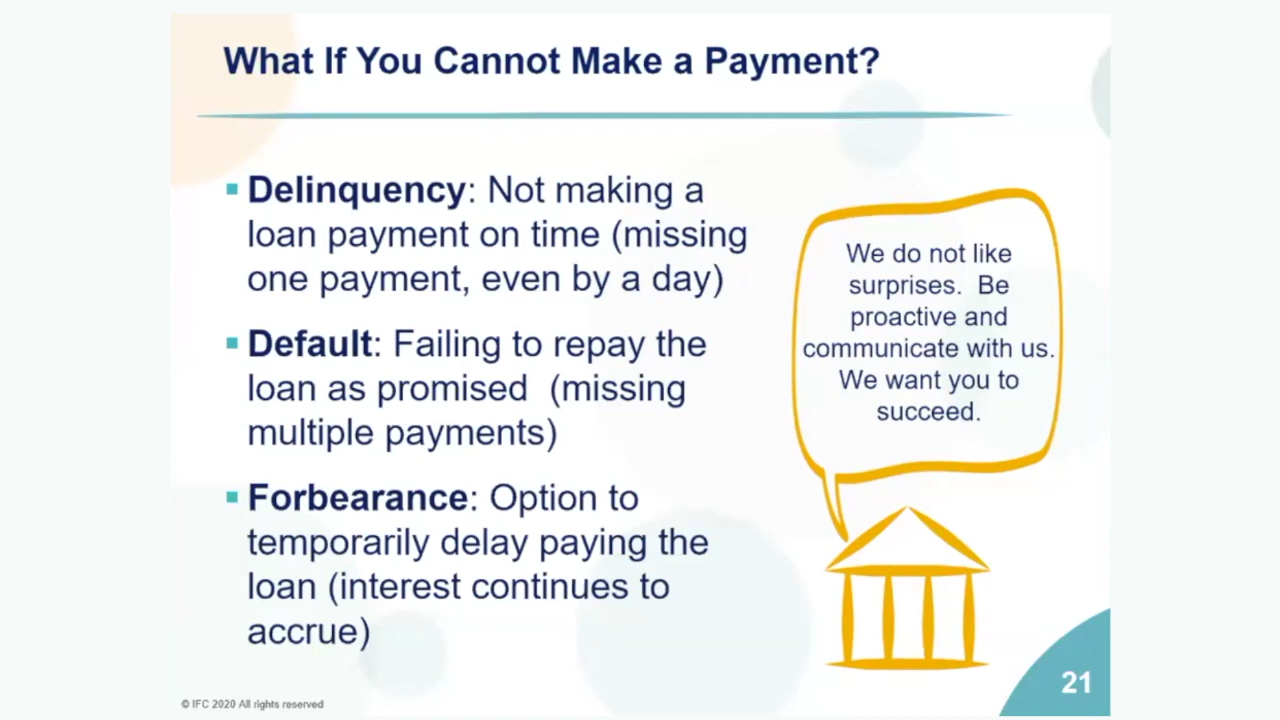 What If You Cannot Make a Payment?
▪ Delinquency: Not making a
loan payment on time (missing
one payment, even by a day)
▪ Default: Failing to repay the
loan as promised  (missing
multiple payments)
▪ Forbearance: Option to
temporarily delay paying the
loan (interest continues to
accrue)
We do not like
surprises.  Be
proactive and
communicate with us.
We want you to
succeed.
© IFC 2020 All rights reserved
21